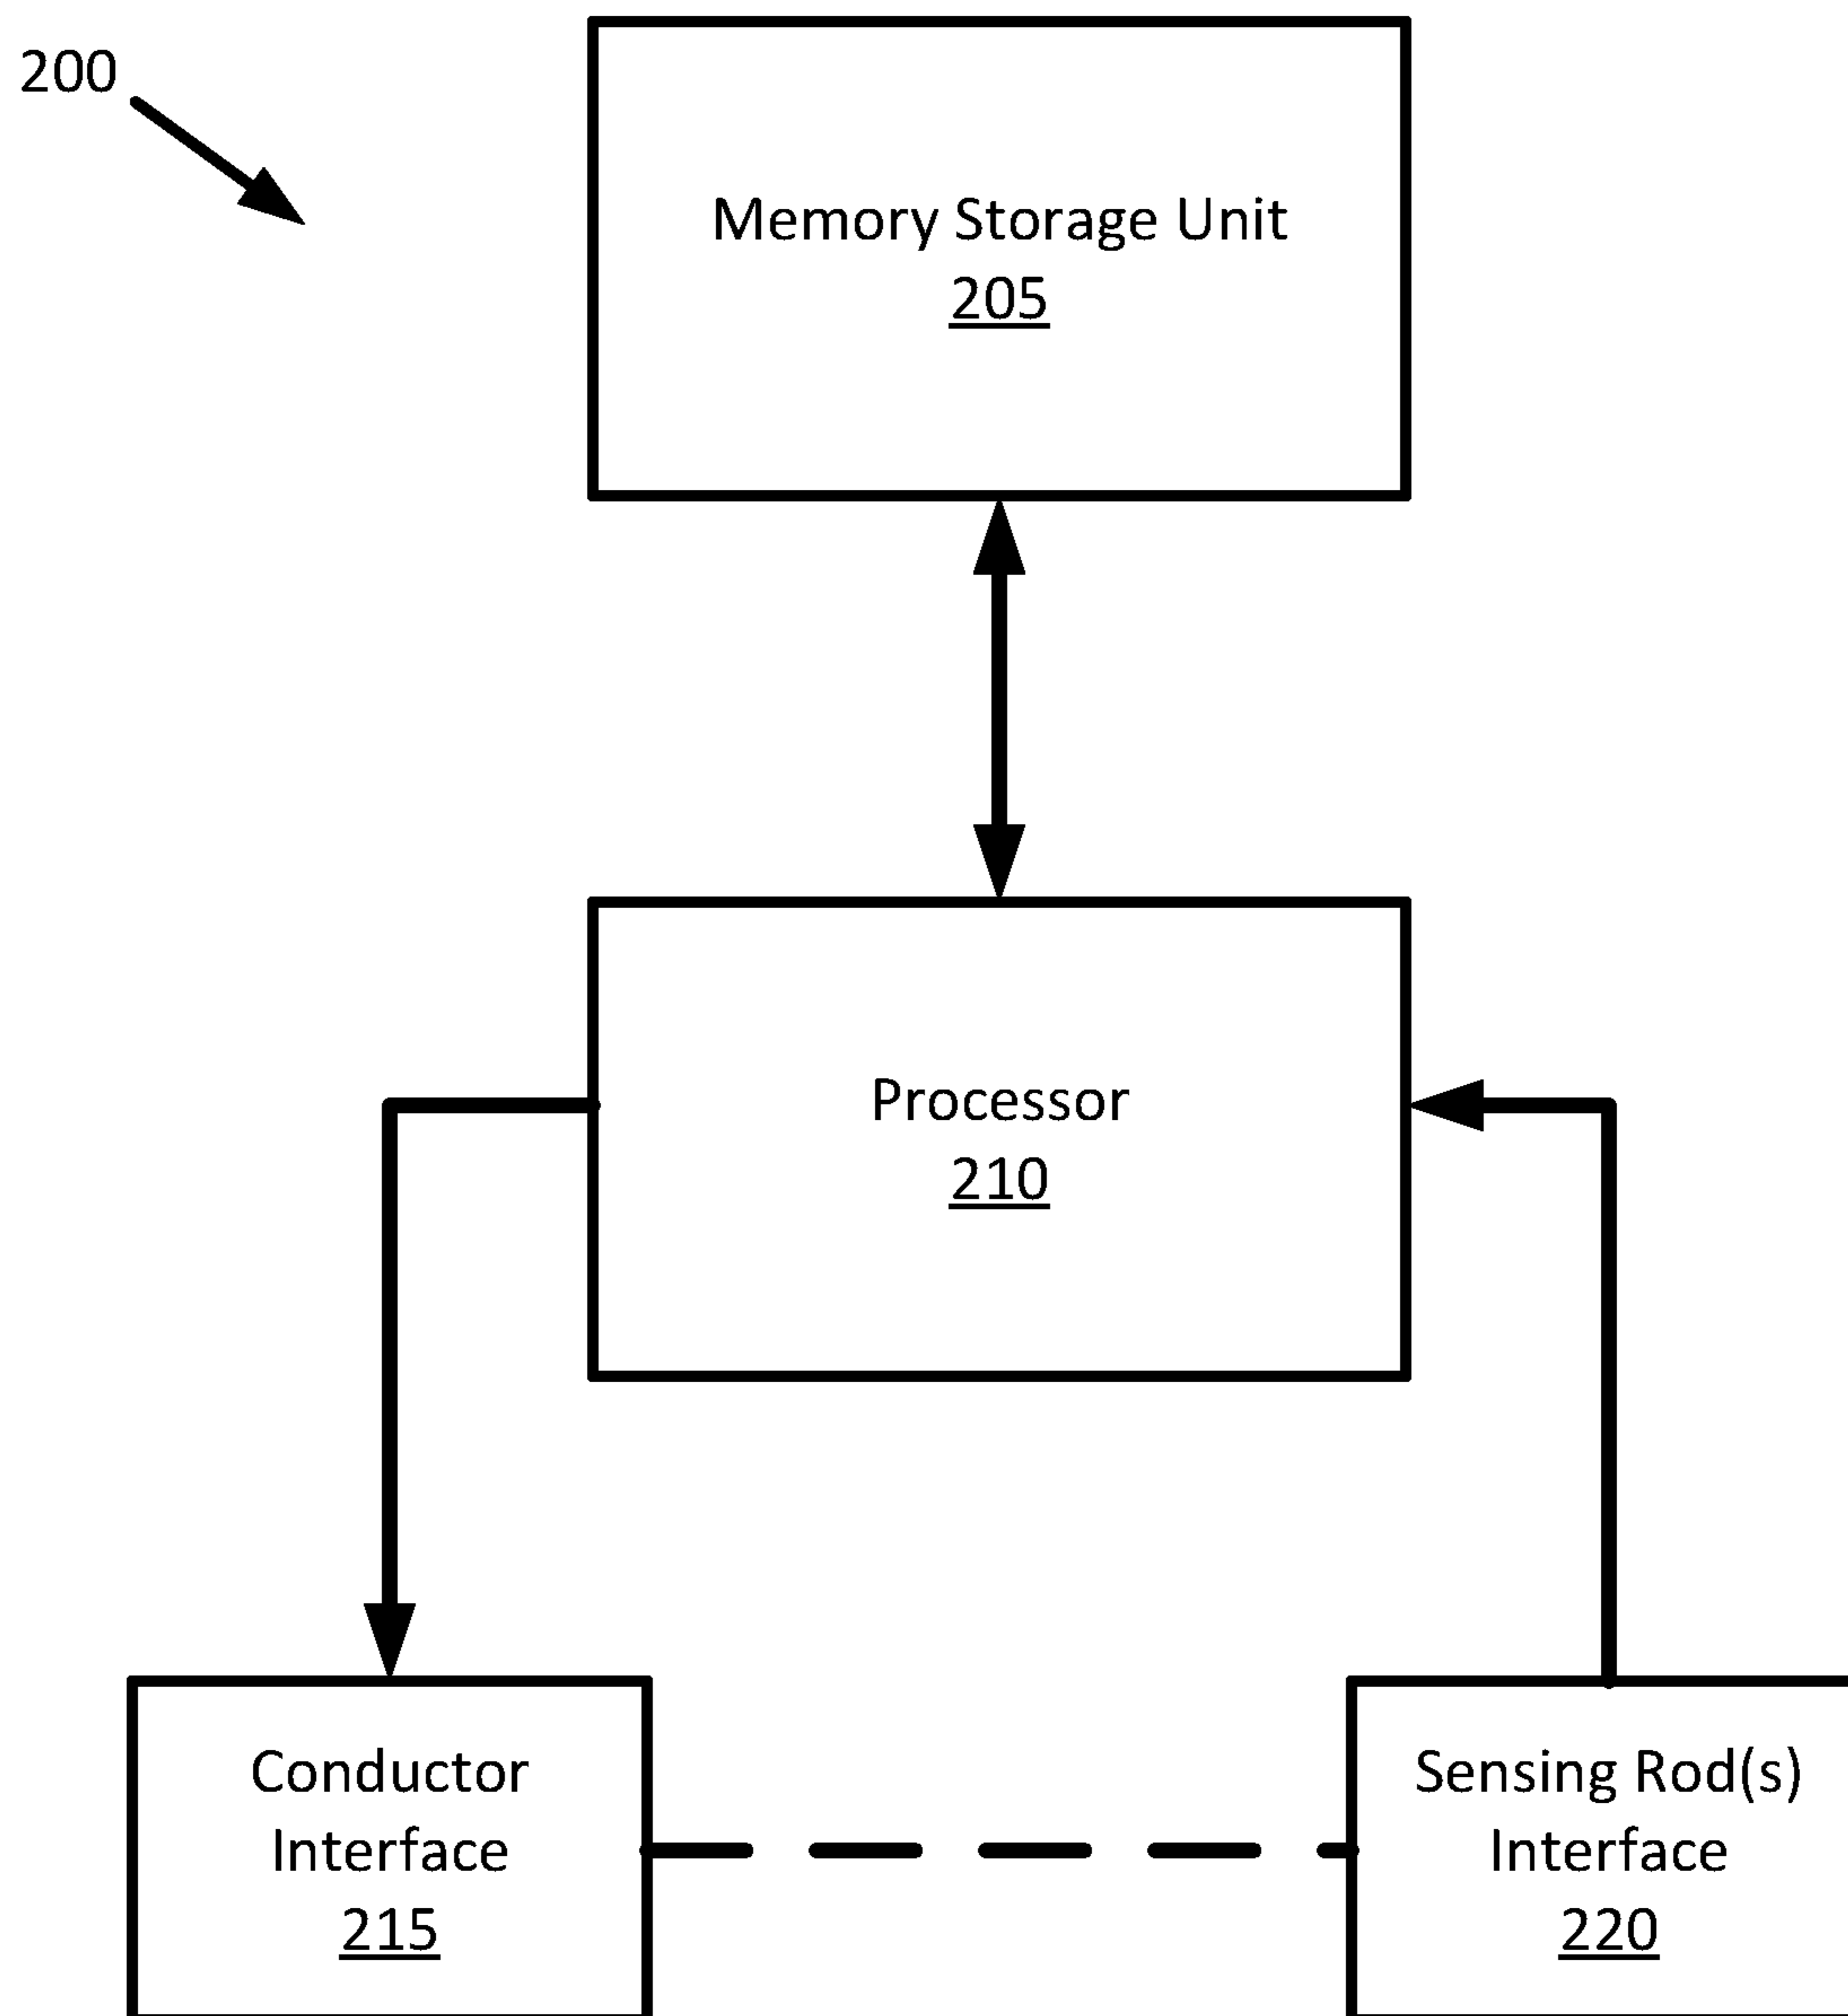 200
Memory Storage Unit
205
Processor
210
Conductor
Interface
215
Sensing Rod(s)
Interface
220